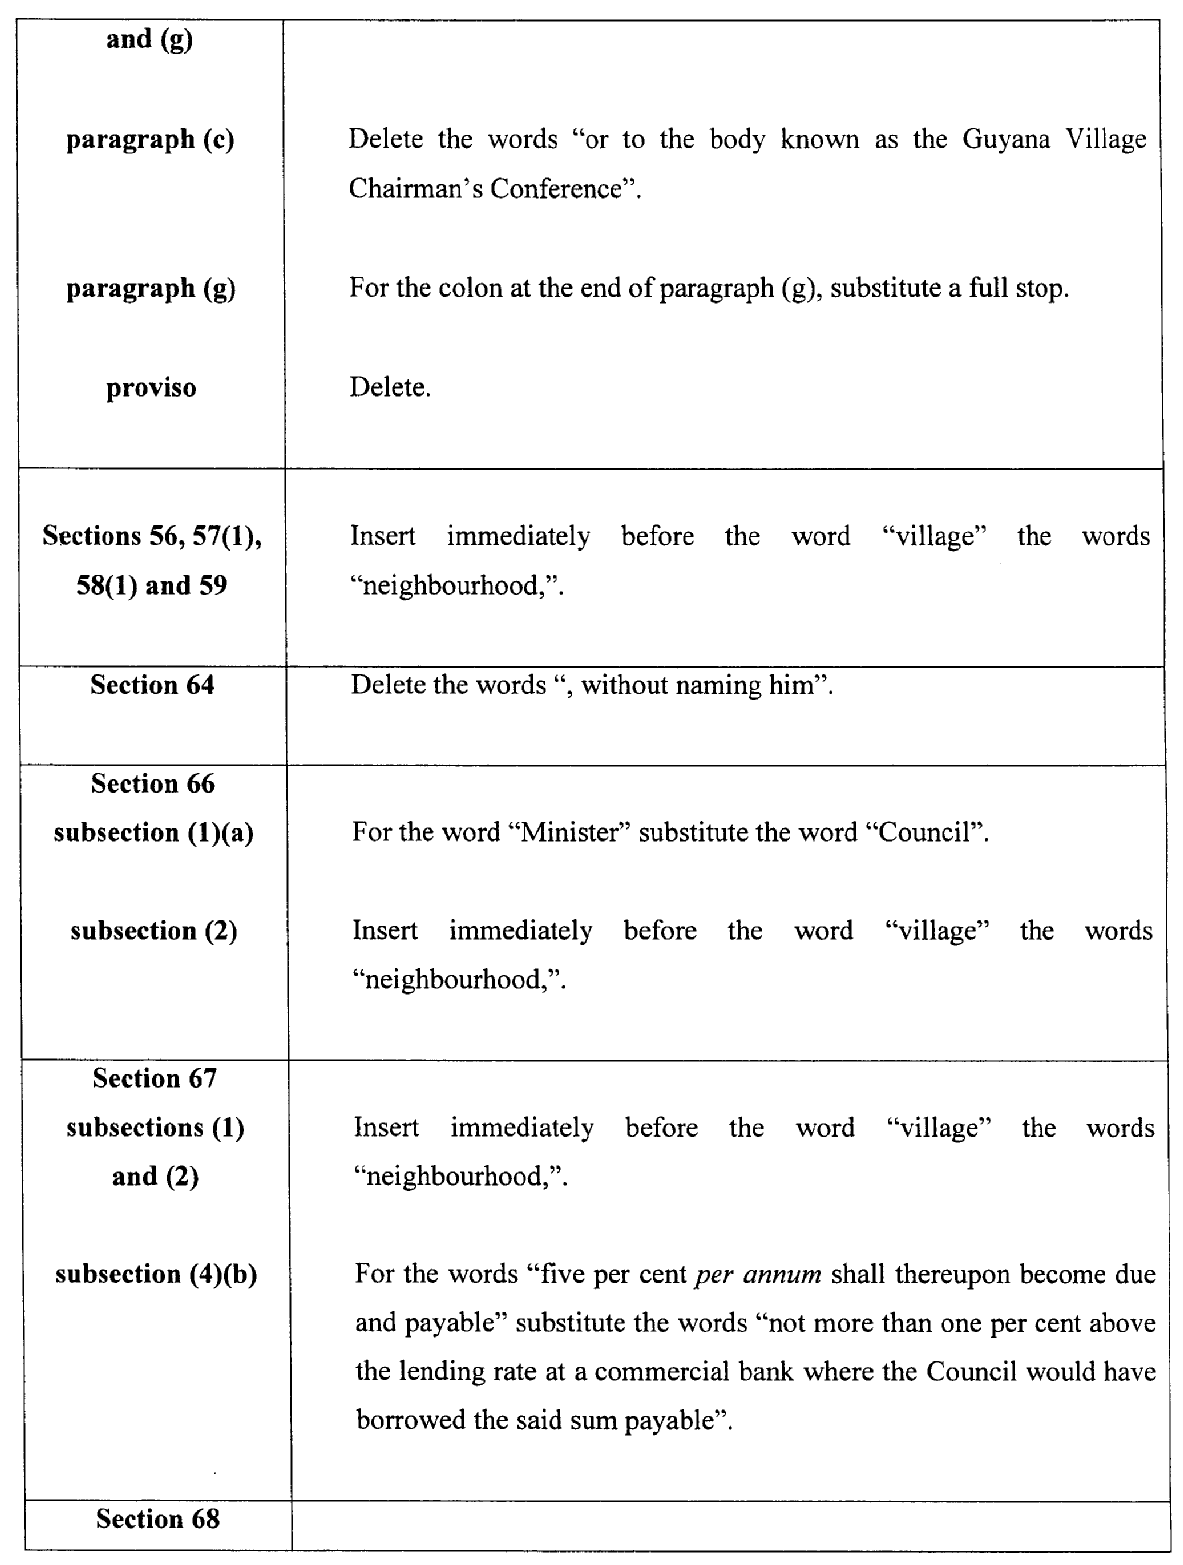 and (g)
paragraph (c)
Delete the words “or to the body known as the Guyana Village
Chairman’s Conference”.
paragraph (g)
For the colon at the end of paragraph (g), substitute a full stop.
proviso
Delete.
Sections 56, 57(1),
58(1) and 59
Insert immediately before the word “village” the words
“neighbourhood,”.
Section 64
Delete the words “, without naming him”.
Section 66
subsection (1)(a)
For the word “Minister” substitute the word “Council”.
subsection (2)
Insert immediately before the word “village” the words
“neighbourhood,”.
Section 67
subsections (1)
and (2)
Insert immediately before the word “village” the words
“neighbourhood,”.
subsection (4)(b)
For the words “five per cent per annum shall thereupon become due
and payable” substitute the words “not more than one per cent above
the lending rate at a commercial bank where the Council would have
borrowed the said sum payable”.
Section 68